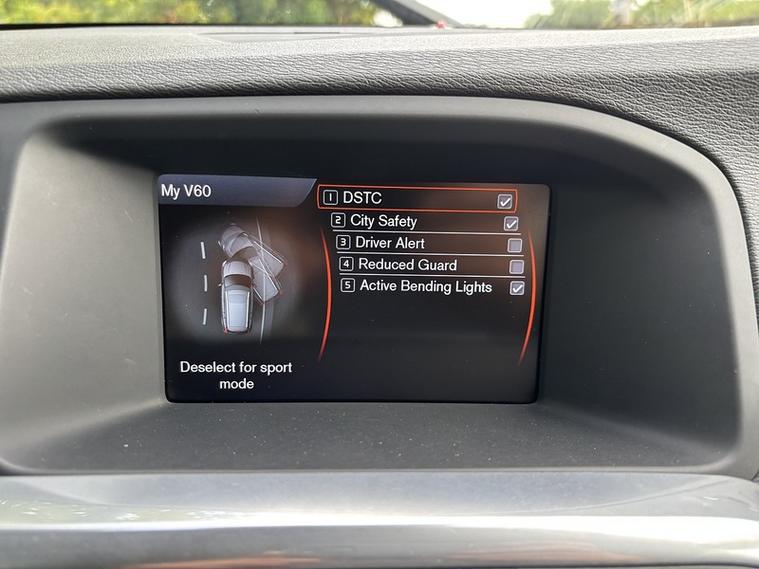 My V60
1 DSTC
2 City Safety
3 Driver Alert
4 Reduced Guard
5 Active Bending Lights
Deselect for sport
mode